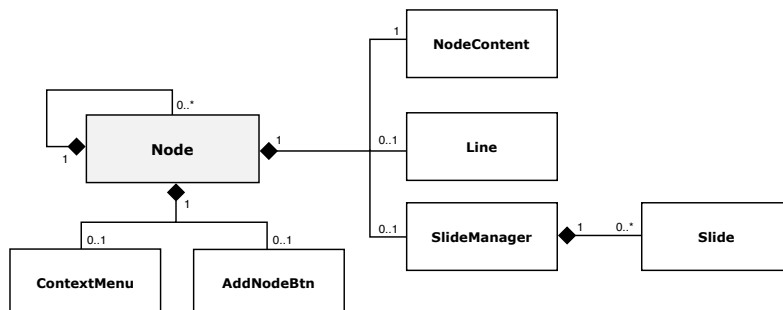 1
NodeContent
0..*
Node
1
1
0..1
Line
1
0..1
SlideManager
1
0..*
Slide
0..1
ContextMenu
0..1
AddNodeBtn